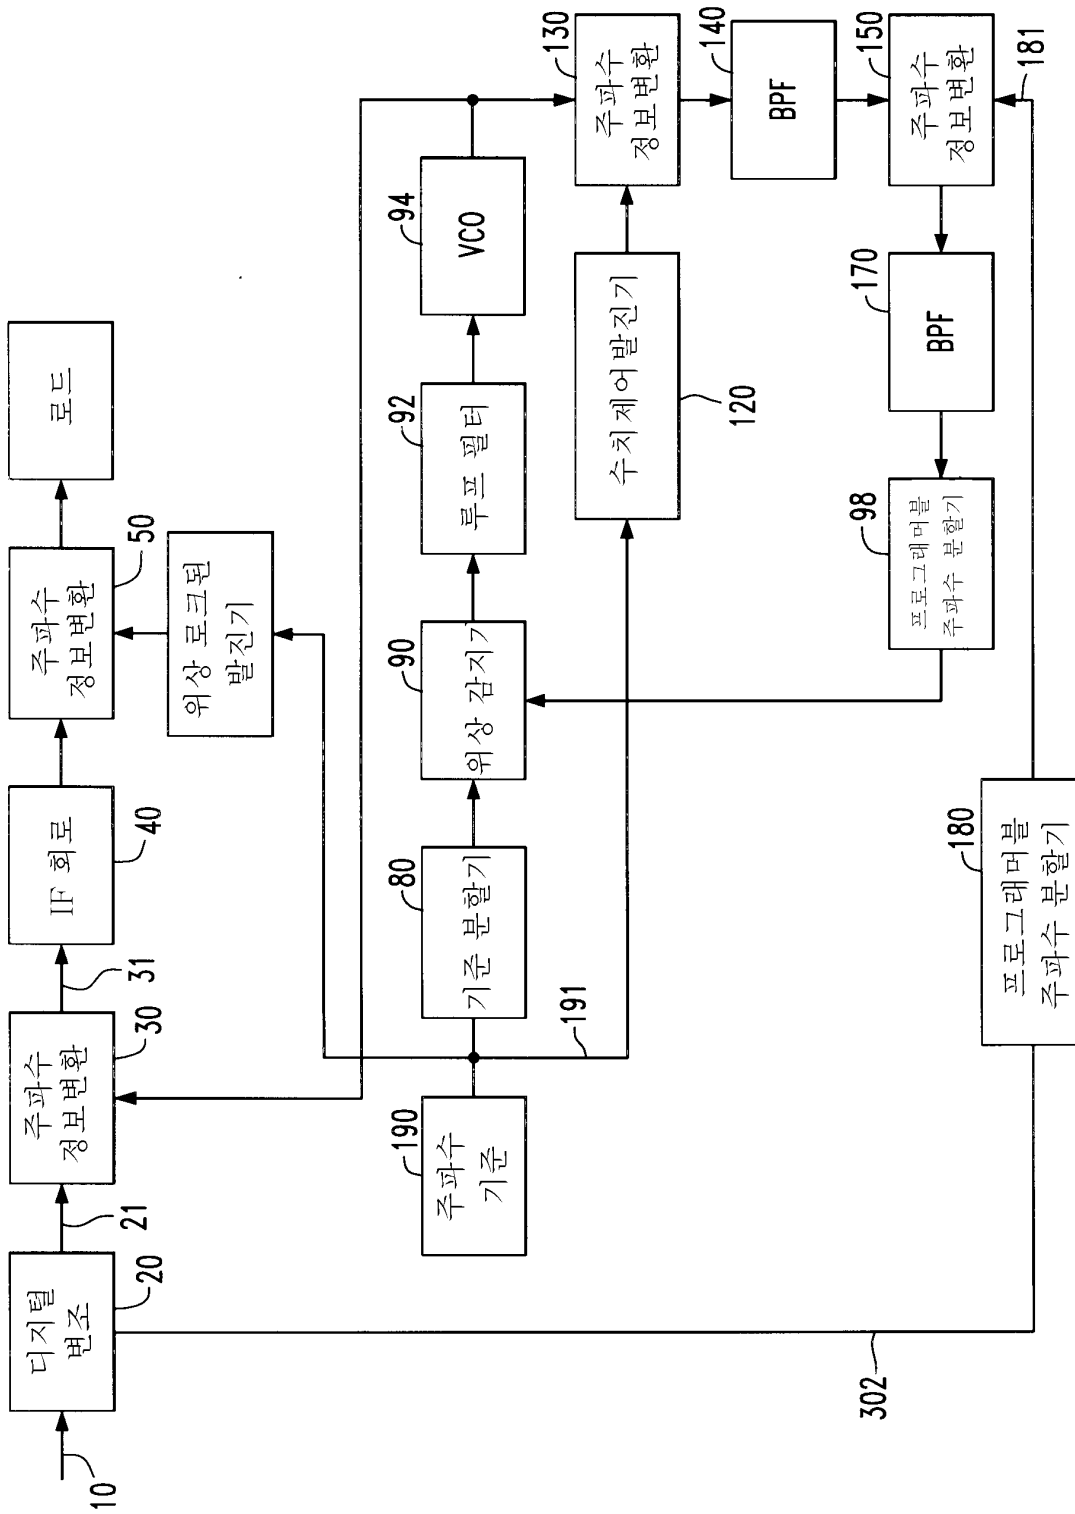 10
디지털
변조
20
21
주파수
정보변환
30
31
IF 회로
40
주파수
정보변환
50
로드
위상 로크된
발진기
주파수
기준
190
191
기준 분할기
80
위상 감지기
90
루프 필터
92
VCO
94
수치제어발진기
120
주파수
정보변환
130
BPF
140
주파수
정보변환
150
181
BPF
170
프로그래머블
주파수 분할기
98
프로그래머블
주파수 분할기
180
302